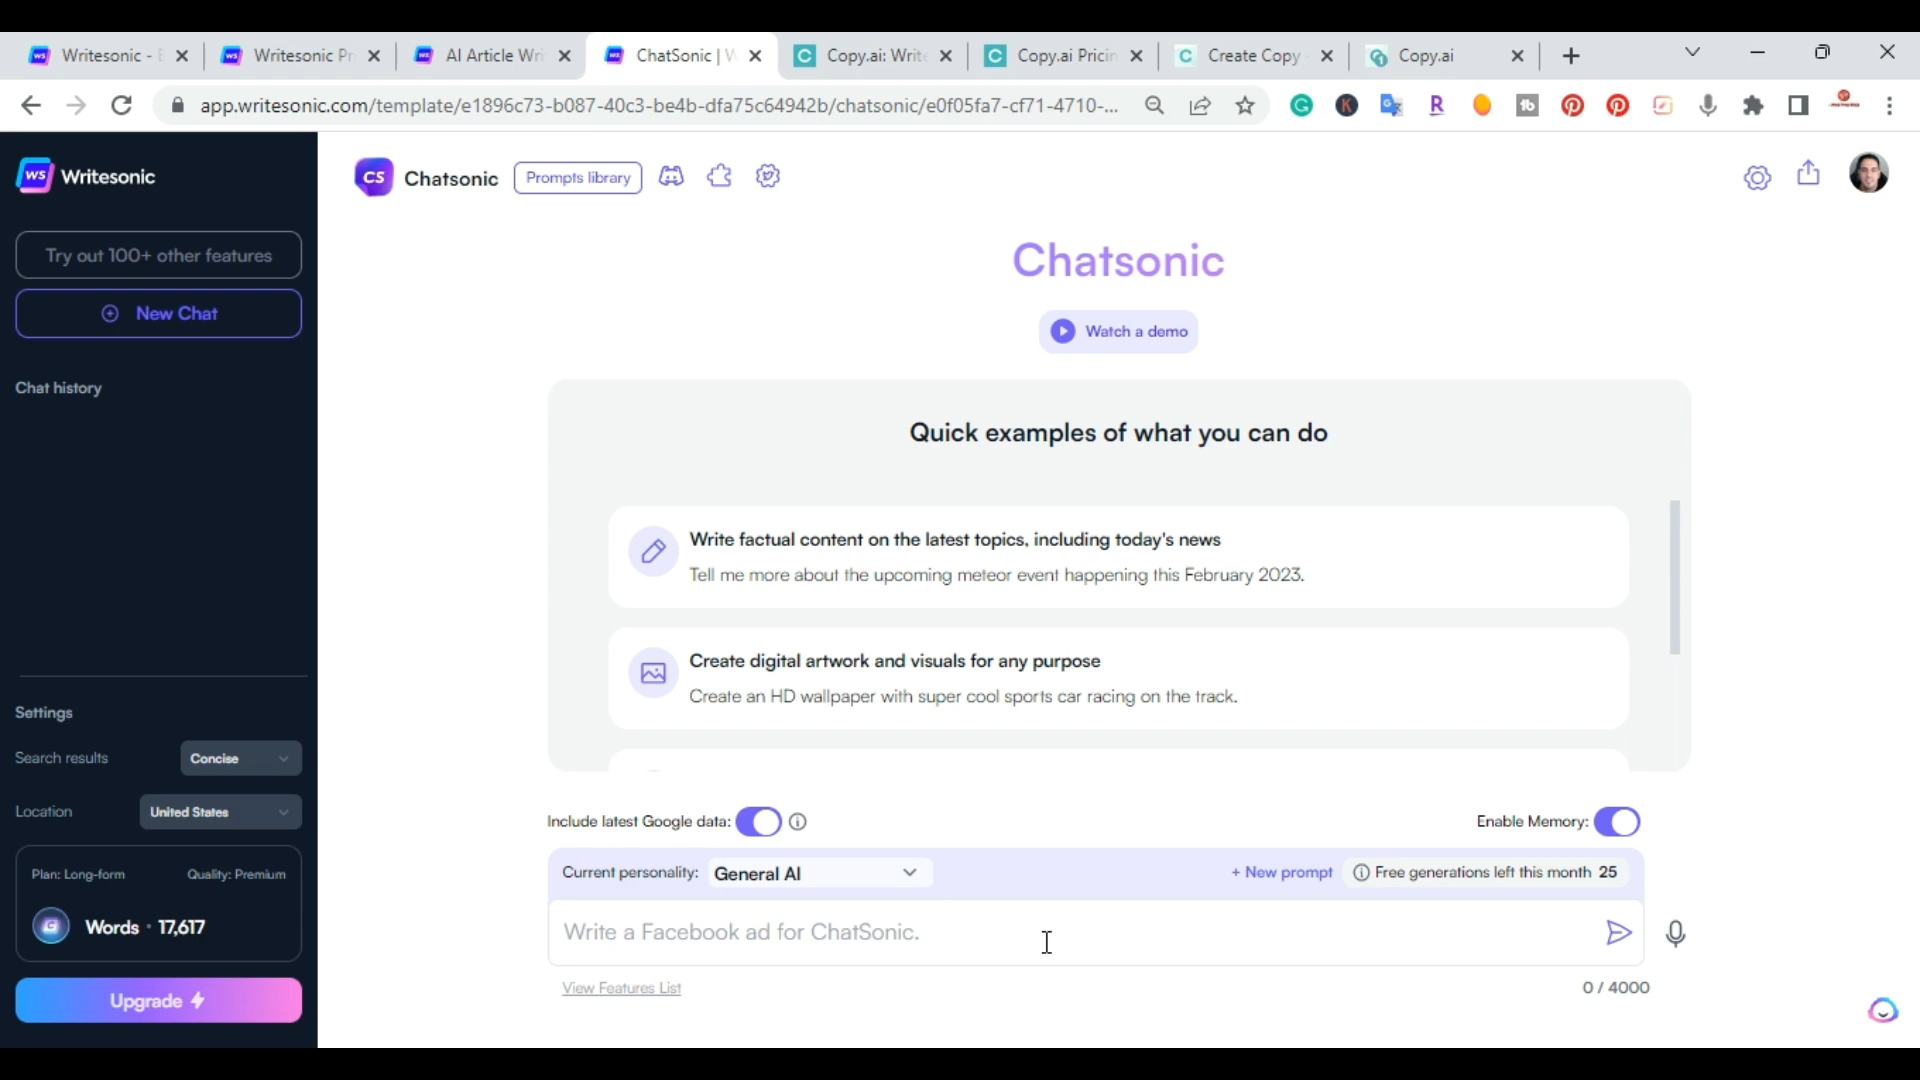 Writesonic - E
Writesonic Pr
AI Article Wri
ChatSonic | W
Copy.ai: Write
Copy.ai Pricin
Create Copy
Copy.ai
app.writesonic.com/template/e1896c73-b087-40c3-be4b-dfa75c64942b/chatsonic/e0f05fa7-cf71-4710-...
WS Writesonic
CS Chatsonic
Prompts library
Try out 100+ other features
New Chat
Chat history
Chatsonic
Watch a demo
Quick examples of what you can do
Write factual content on the latest topics, including today's news
Tell me more about the upcoming meteor event happening this February 2023.
Create digital artwork and visuals for any purpose
Create an HD wallpaper with super cool sports car racing on the track.
Settings
Search results Concise
Location United States
Plan: Long-form Quality: Premium
G Words • 17,617
Upgrade
Include latest Google data:
Enable Memory:
Current personality: General AI
+ New prompt
Free generations left this month 25
Write a Facebook ad for ChatSonic.
View Features List
0 / 4000